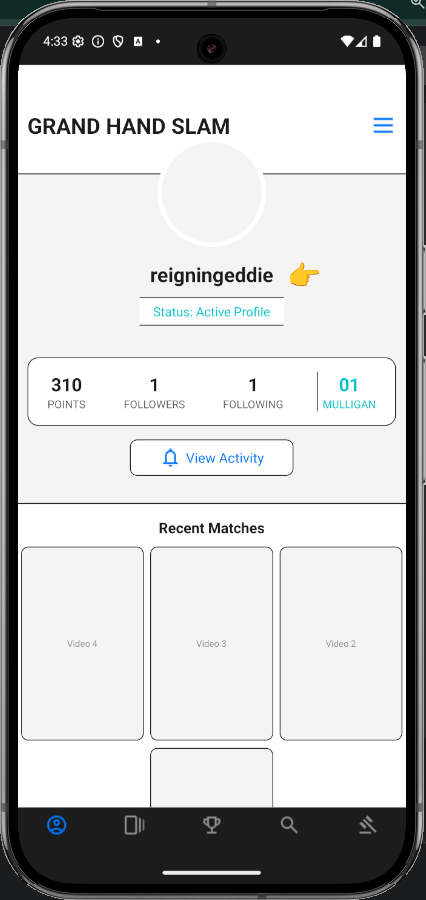 4:33
GRAND HAND SLAM
reigningeddie 👉
Status: Active Profile
310 1 1 01
POINTS FOLLOWERS FOLLOWING MULLIGAN
View Activity
Recent Matches
Video 4 Video 3 Video 2